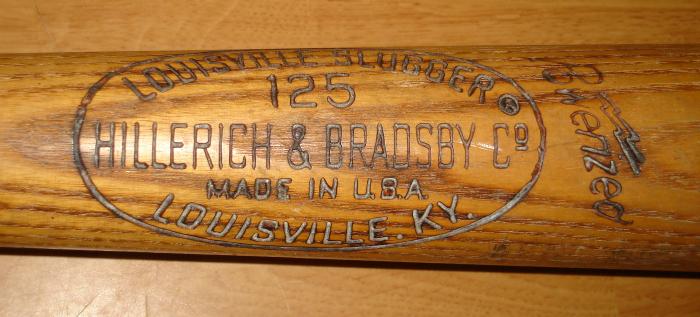 LOUISVILLE SLUGGER®
125
HILLERICH & BRADSBY Cº
MADE IN U.S.A.
LOUISVILLE. KY.
Powerized